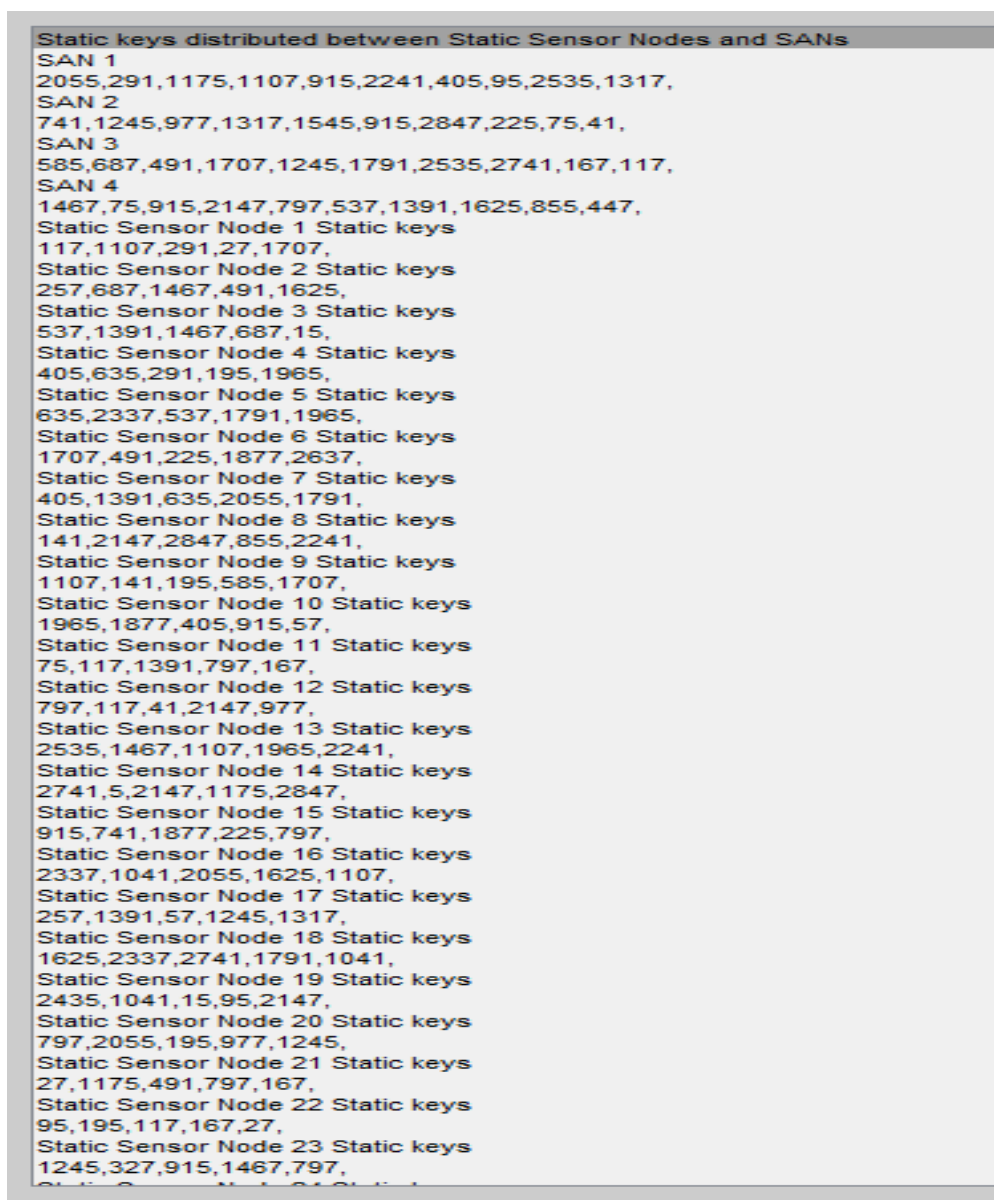 Static keys distributed between Static Sensor Nodes and SANs
SAN 1
2055,291,1175,1107,915,2241,405,95,2535,1317,
SAN 2
741,1245,977,1317,1545,915,2847,225,75,41,
SAN 3
585,687,491,1707,1245,1791,2535,2741,167,117,
SAN 4
1467,75,915,2147,797,537,1391,1625,855,447,
Static Sensor Node 1 Static keys
117,1107,291,27,1707,
Static Sensor Node 2 Static keys
257,687,1467,491,1625,
Static Sensor Node 3 Static keys
537,1391,1467,687,15,
Static Sensor Node 4 Static keys
405,635,291,195,1965,
Static Sensor Node 5 Static keys
635,2337,537,1791,1965,
Static Sensor Node 6 Static keys
1707,491,225,1877,2637,
Static Sensor Node 7 Static keys
405,1391,635,2055,1791,
Static Sensor Node 8 Static keys
141,2147,2847,855,2241,
Static Sensor Node 9 Static keys
1107,141,195,585,1707,
Static Sensor Node 10 Static keys
1965,1877,405,915,57,
Static Sensor Node 11 Static keys
75,117,1391,797,167,
Static Sensor Node 12 Static keys
797,117,41,2147,977,
Static Sensor Node 13 Static keys
2535,1467,1107,1965,2241,
Static Sensor Node 14 Static keys
2741,5,2147,1175,2847,
Static Sensor Node 15 Static keys
915,741,1877,225,797,
Static Sensor Node 16 Static keys
2337,1041,2055,1625,1107,
Static Sensor Node 17 Static keys
257,1391,57,1245,1317,
Static Sensor Node 18 Static keys
1625,2337,2741,1791,1041,
Static Sensor Node 19 Static keys
2435,1041,15,95,2147,
Static Sensor Node 20 Static keys
797,2055,195,977,1245,
Static Sensor Node 21 Static keys
27,1175,491,797,167,
Static Sensor Node 22 Static keys
95,195,117,167,27,
Static Sensor Node 23 Static keys
1245,327,915,1467,797,